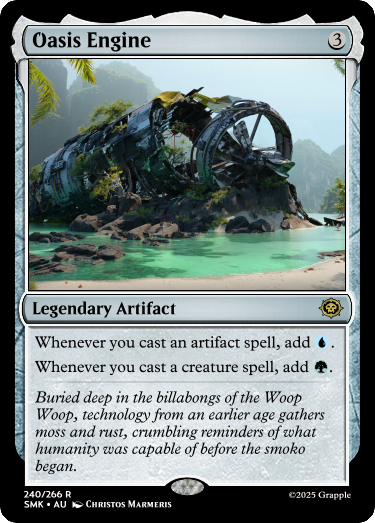 Oasis Engine 3
Legendary Artifact
Whenever you cast an artifact spell, add 💧.
Whenever you cast a creature spell, add 🌳.
Buried deep in the billabongs of the Woop
Woop, technology from an earlier age gathers
moss and rust, crumbling reminders of what
humanity was capable of before the smoko
began.
240/266 R
SMK • AU Christos Marmeris
©2025 Grapple